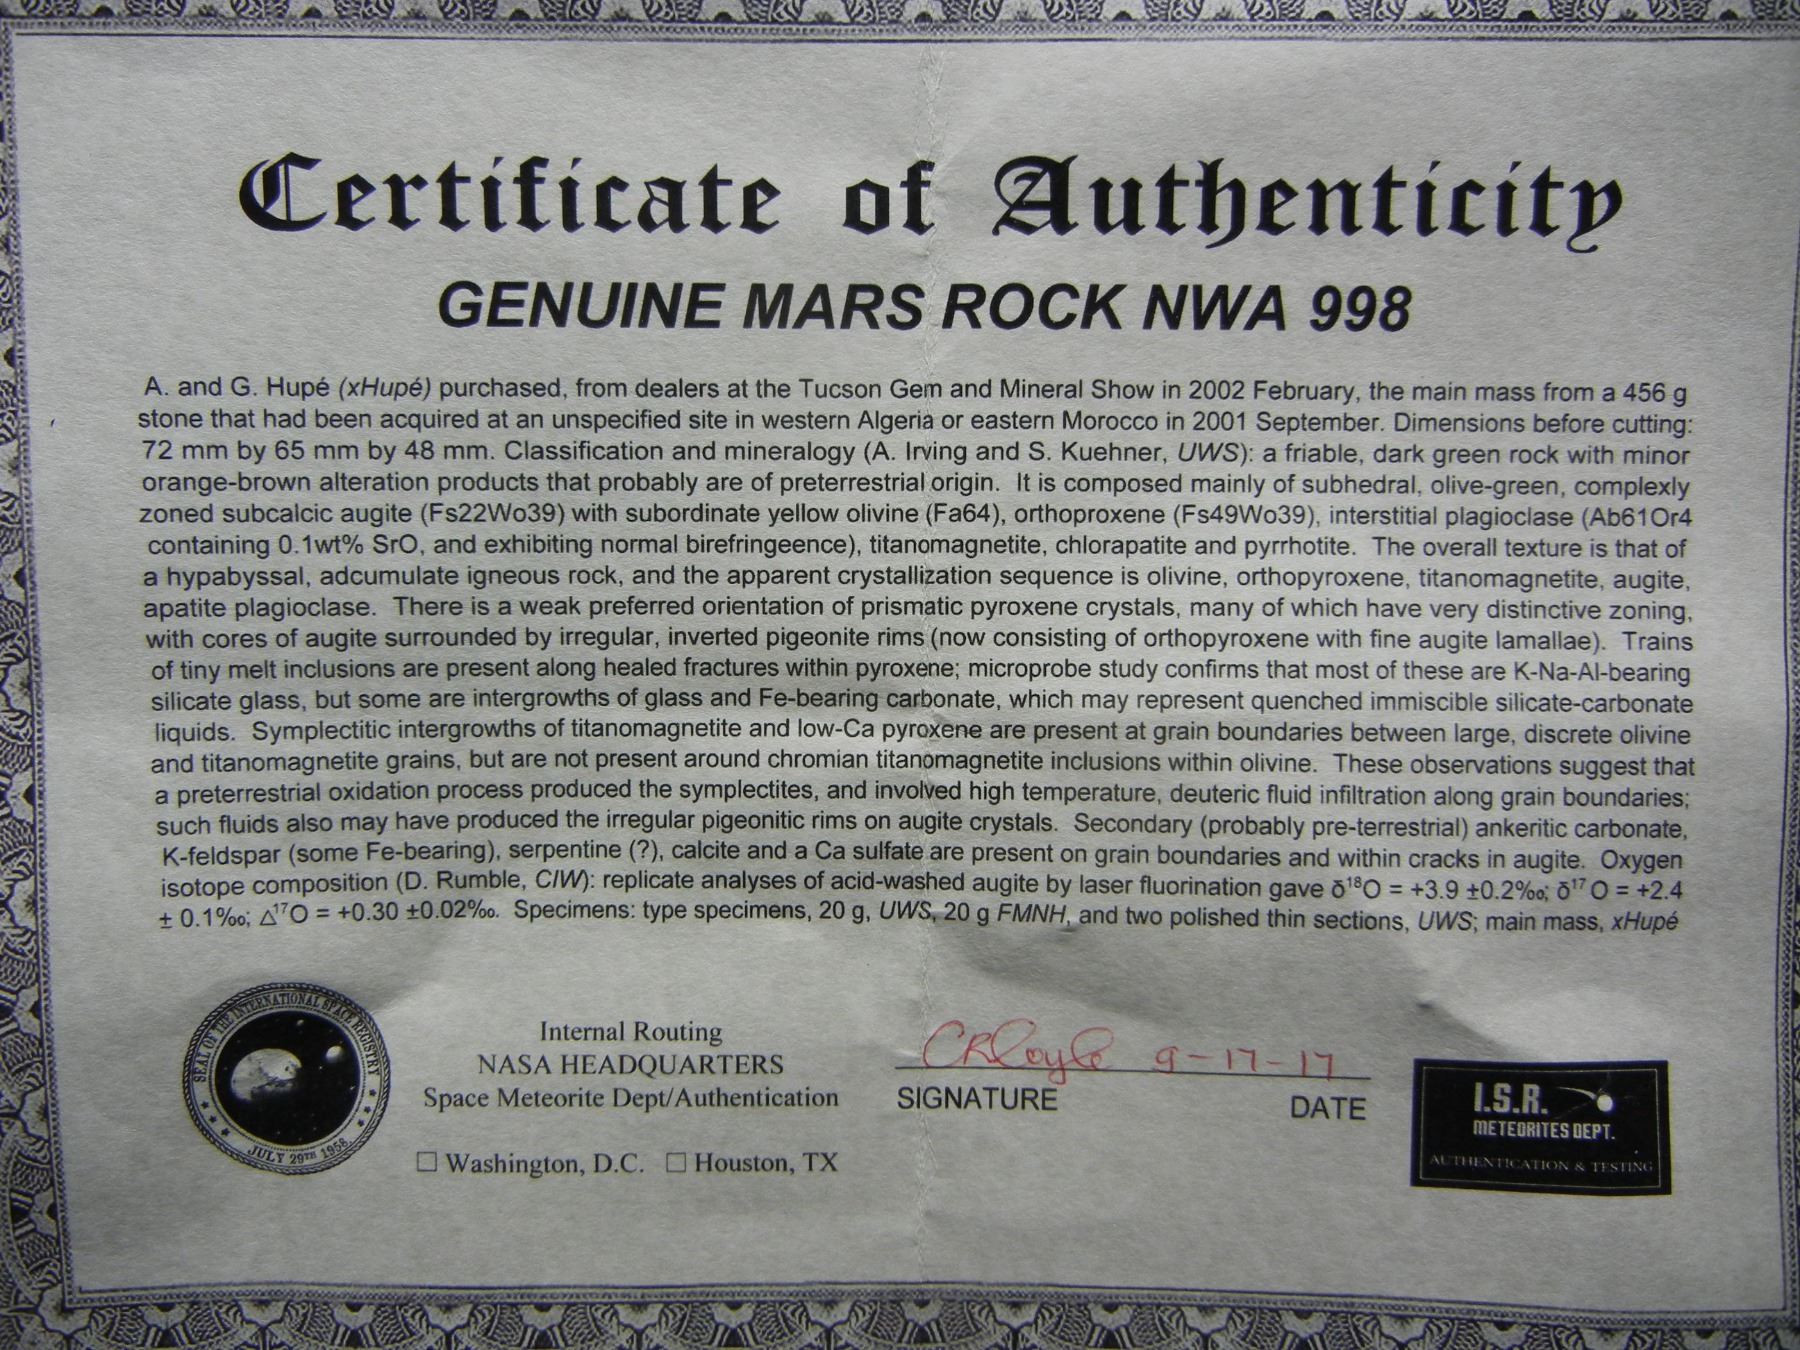 Certificate of Authenticity
GENUINE MARS ROCK NWA 998
A. and G. Hupé (xHupé) purchased, from dealers at the Tucson Gem and Mineral Show in 2002 February, the main mass from a 456 g
stone that had been acquired at an unspecified site in western Algeria or eastern Morocco in 2001 September. Dimensions before cutting:
72 mm by 65 mm by 48 mm. Classification and mineralogy (A. Irving and S. Kuehner, UWS): a friable, dark green rock with minor
orange-brown alteration products that probably are of preterrestrial origin. It is composed mainly of subhedral, olive-green, complexly
zoned subcalcic augite (Fs22Wo39) with subordinate yellow olivine (Fa64), orthoproxene (Fs49Wo39), interstitial plagioclase (Ab61Or4
containing 0.1wt% SrO, and exhibiting normal birefringeence), titanomagnetite, chlorapatite and pyrrhotite. The overall texture is that of
a hypabyssal, adcumulate igneous rock, and the apparent crystallization sequence is olivine, orthopyroxene, titanomagnetite, augite,
apatite plagioclase. There is a weak preferred orientation of prismatic pyroxene crystals, many of which have very distinctive zoning,
with cores of augite surrounded by irregular, inverted pigeonite rims (now consisting of orthopyroxene with fine augite lamallae). Trains
of tiny melt inclusions are present along healed fractures within pyroxene; microprobe study confirms that most of these are K-Na-Al-bearing
silicate glass, but some are intergrowths of glass and Fe-bearing carbonate, which may represent quenched immiscible silicate-carbonate
liquids. Symplectitic intergrowths of titanomagnetite and low-Ca pyroxene are present at grain boundaries between large, discrete olivine
and titanomagnetite grains, but are not present around chromian titanomagnetite inclusions within olivine. These observations suggest that
a preterrestrial oxidation process produced the symplectites, and involved high temperature, deuteric fluid infiltration along grain boundaries;
such fluids also may have produced the irregular pigeonitic rims on augite crystals. Secondary (probably pre-terrestrial) ankeritic carbonate,
K-feldspar (some Fe-bearing), serpentine (?), calcite and a Ca sulfate are present on grain boundaries and within cracks in augite. Oxygen
isotope composition (D. Rumble, CIW): replicate analyses of acid-washed augite by laser fluorination gave δ¹⁸O = +3.9 ±0.2‰; δ¹⁷O = +2.4
± 0.1‰; Δ¹⁷O = +0.30 ±0.02‰. Specimens: type specimens, 20 g, UWS, 20 g FMNH, and two polished thin sections, UWS; main mass, xHupé
SEAL OF THE INTERNATIONAL SPACE REGISTRY
JULY 29TH 1958
Internal Routing
NASA HEADQUARTERS
Space Meteorite Dept/Authentication
☐ Washington, D.C. ☐ Houston, TX
9-17-17
SIGNATURE DATE
I.S.R.
METEORITES DEPT.
AUTHENTICATION & TESTING